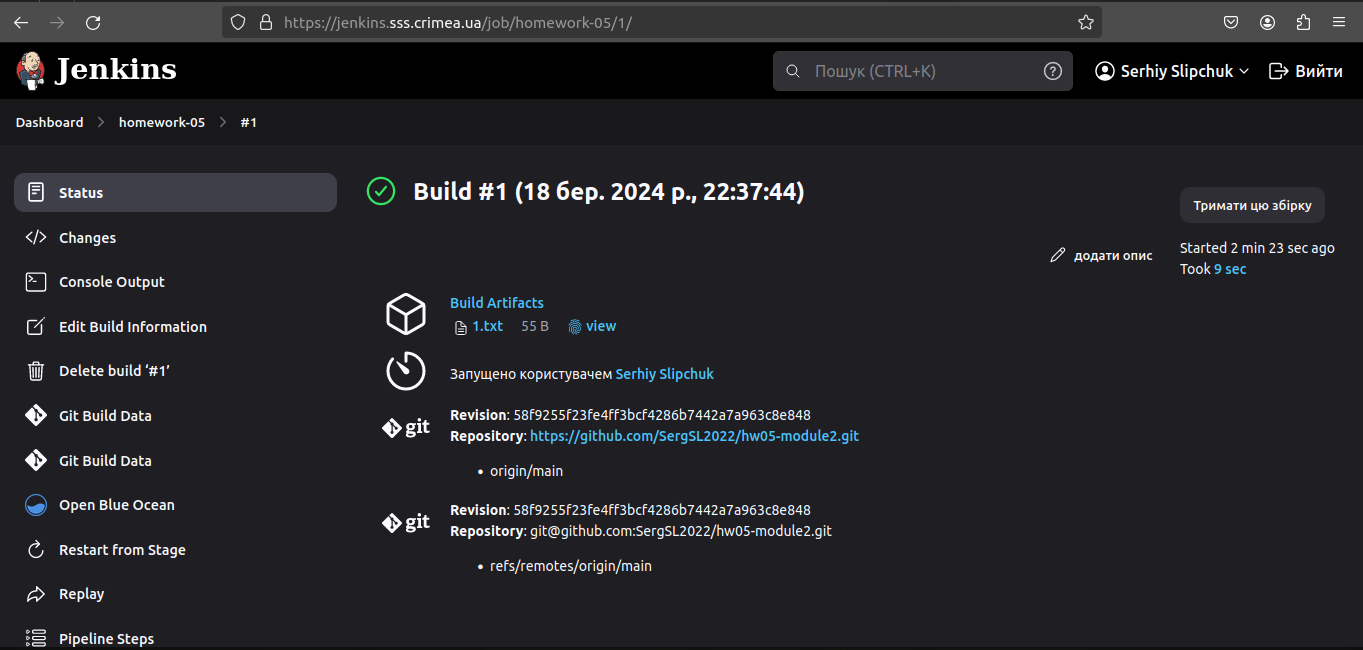 https://jenkins.sss.crimea.ua/job/homework-05/1/
Jenkins
Пошук (CTRL+K)
Serhiy Slipchuk
Вийти
Dashboard
homework-05
#1
Status
Changes
Console Output
Edit Build Information
Delete build ‘#1’
Git Build Data
Git Build Data
Open Blue Ocean
Restart from Stage
Replay
Pipeline Steps
Build #1 (18 бер. 2024 р., 22:37:44)
Тримати цю збірку
додати опис
Started 2 min 23 sec ago
Took 9 sec
Build Artifacts
1.txt 55 B view
Запущено користувачем Serhiy Slipchuk
git
Revision: 58f9255f23fe4ff3bcf4286b7442a7a963c8e848
Repository: https://github.com/SergSL2022/hw05-module2.git
• origin/main
git
Revision: 58f9255f23fe4ff3bcf4286b7442a7a963c8e848
Repository: git@github.com:SergSL2022/hw05-module2.git
• refs/remotes/origin/main